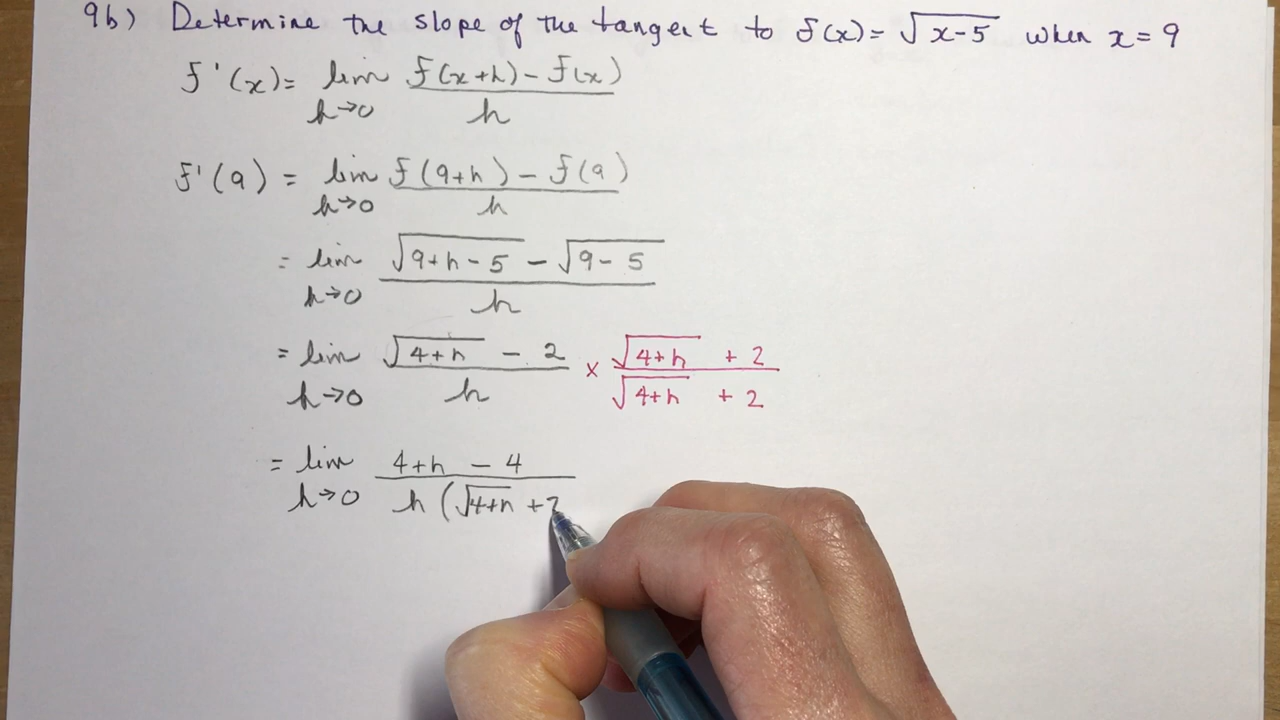 9b) Determine the slope of the tangent to f(x) = √(x-5) when x = 9
f'(x) = lim h→0 (f(x+h) - f(x)) / h
f'(9) = lim h→0 (f(9+h) - f(9)) / h
= lim h→0 (√(9+h-5) - √(9-5)) / h
= lim h→0 (√(4+h) - 2) / h × (√(4+h) + 2) / (√(4+h) + 2)
= lim h→0 (4+h - 4) / h (√(4+h) + 2